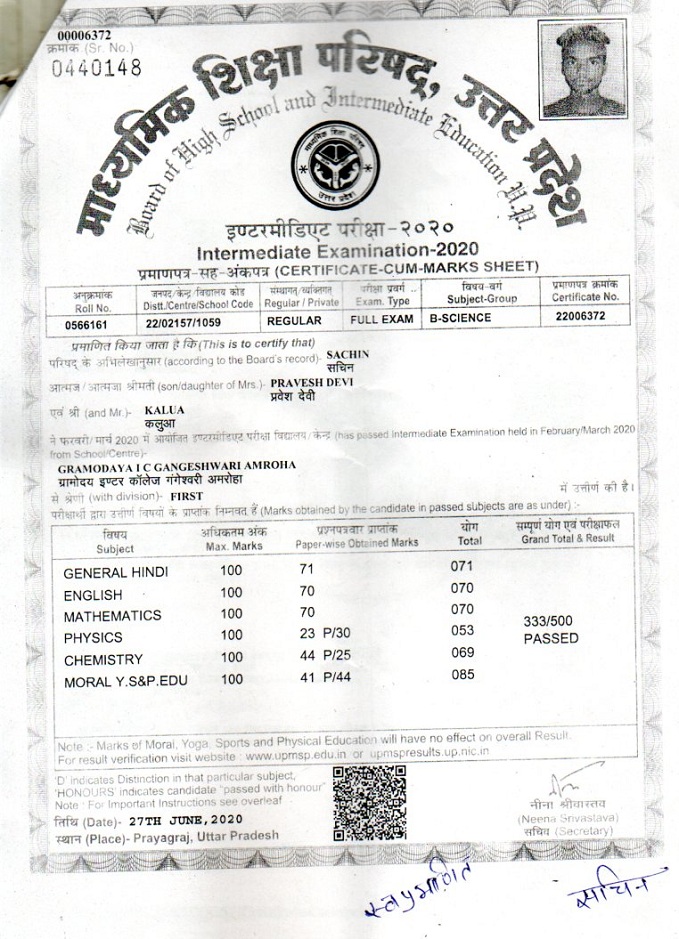 00006372
क्रमांक (Sr. No.)
0440148
माध्यमिक शिक्षा परिषद्, उत्तर प्रदेश
Board of High School and Intermediate Education U.P.
माध्यमिक शिक्षा परिषद
उत्तर प्रदेश
इण्टरमीडिएट परीक्षा-२०२०
Intermediate Examination-2020
प्रमाणपत्र-सह-अंकपत्र (CERTIFICATE-CUM-MARKS SHEET)
अनुक्रमांक जनपद/केन्द्र/विद्यालय कोड संस्थागत/व्यक्तिगत परीक्षा प्रवर्ग .. विषय-वर्ग प्रमाणपत्र क्रमांक
Roll No. Distt./Centre/School Code Regular / Private Exam. Type Subject-Group Certificate No.
0566161 22/02157/1059 REGULAR FULL EXAM B-SCIENCE 22006372
प्रमाणित किया जाता है कि (This is to certify that)
परिषद् के अभिलेखानुसार (according to the Board's record)- SACHIN
सचिन
आत्मज/आत्मजा श्रीमती (son/daughter of Mrs.)- PRAVESH DEVI
प्रवेश देवी
एवं श्री (and Mr.)- KALUA
कलुआ
ने फरवरी/मार्च 2020 में आयोजित इण्टरमीडिएट परीक्षा विद्यालय/केन्द्र (has passed Intermediate Examination held in February/March 2020
from School/Centre)-
GRAMODAYA I C GANGESHWARI AMROHA
ग्रामोदय इण्टर कॉलेज गंगेश्वरी अमरोहा
में श्रेणी (with division)- FIRST में उत्तीर्ण की है।
परीक्षार्थी द्वारा उत्तीर्ण विषयों के प्राप्तांक निम्नवत् हैं (Marks obtained by the candidate in passed subjects are as under) :-
विषय अधिकतम अंक प्रश्नपत्रवार प्राप्तांक योग सम्पूर्ण योग एवं परीक्षाफल
Subject Max. Marks Paper-wise Obtained Marks Total Grand Total & Result
GENERAL HINDI 100 71 071
ENGLISH 100 70 070
MATHEMATICS 100 70 070
333/500
PHYSICS 100 23 P/30 053
PASSED
CHEMISTRY 100 44 P/25 069
MORAL Y.S&P.EDU 100 41 P/44 085
Note :- Marks of Moral, Yoga, Sports and Physical Education will have no effect on overall Result.
For result verification visit website : www.upmsp.edu.in or upmspresults.up.nic.in
'D' indicates Distinction in that particular subject,
'HONOURS' indicates candidate "passed with honour"
Note : For Important Instructions see overleaf
तिथि (Date)- 27TH JUNE,2020
स्थान (Place)- Prayagraj, Uttar Pradesh
नीना श्रीवास्तव
(Neena Srivastava)
सचिव (Secretary)
स्वप्रमाणित
सचिन